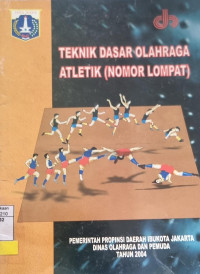 TEKNIK DASAR OLAHRAGA
ATLETIK (NOMOR LOMPAT)
PEMERINTAH PROPINSI DAERAH IBUKOTA JAKARTA
DINAS OLAHRAGA DAN PEMUDA
TAHUN 2004